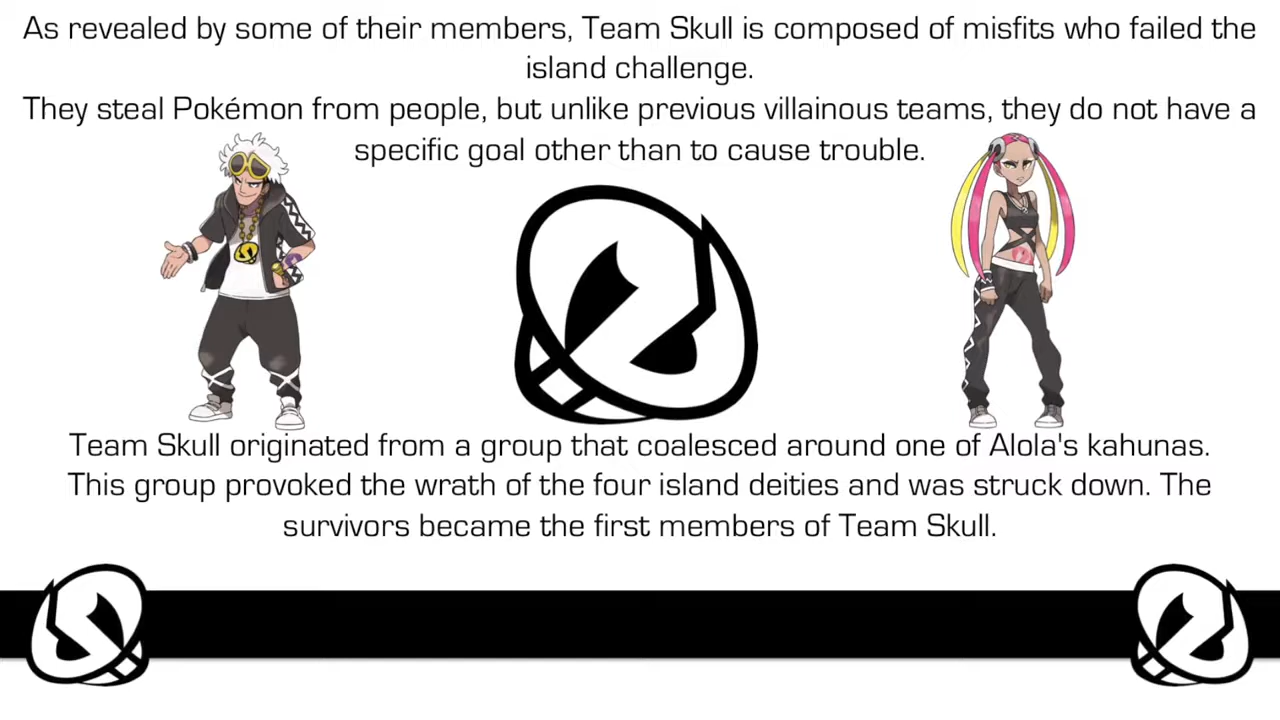 As revealed by some of their members, Team Skull is composed of misfits who failed the
island challenge.
They steal Pokémon from people, but unlike previous villainous teams, they do not have a
specific goal other than to cause trouble.
Team Skull originated from a group that coalesced around one of Alola's kahunas.
This group provoked the wrath of the four island deities and was struck down. The
survivors became the first members of Team Skull.